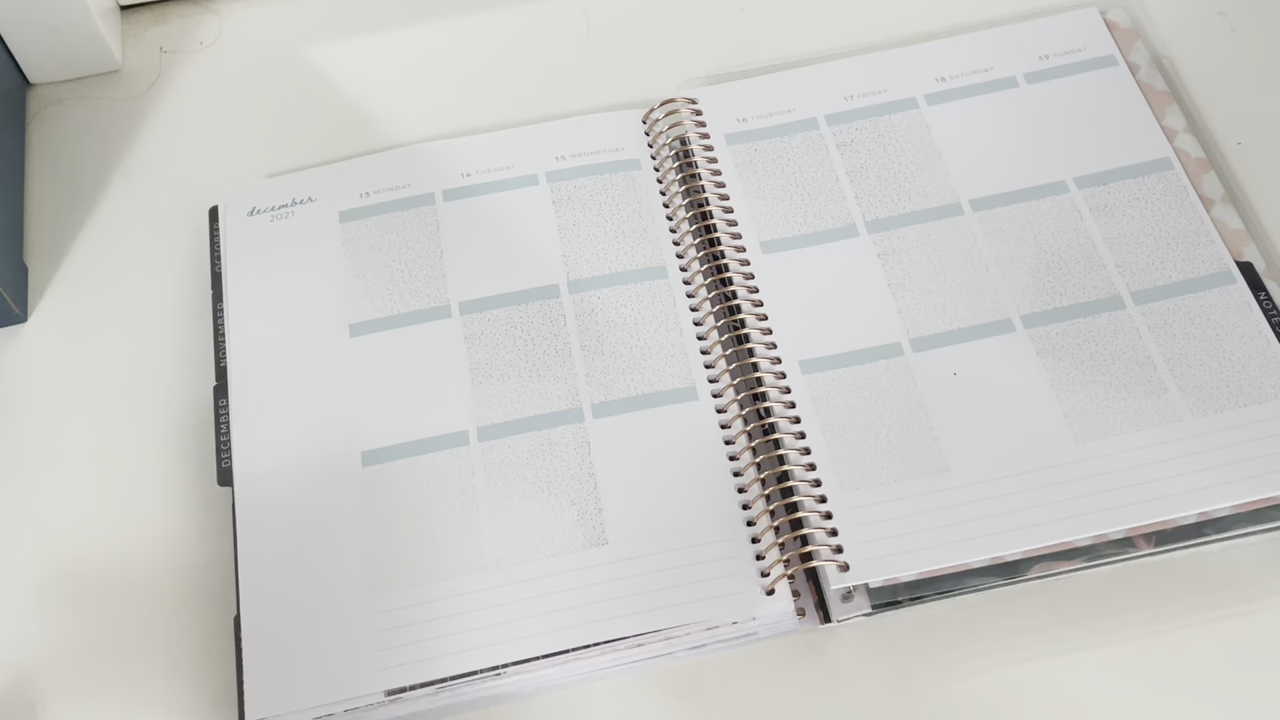 december
2021
13 MONDAY
14 TUESDAY
15 WEDNESDAY
16 THURSDAY
17 FRIDAY
18 SATURDAY
19 SUNDAY
OCTOBER
NOVEMBER
DECEMBER